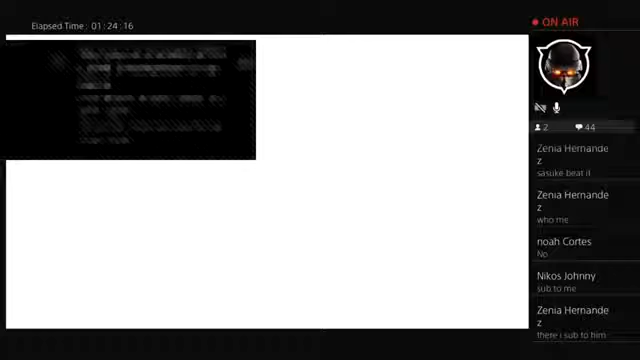 Elapsed Time : 01:24:16
ON AIR
2
44
Zenia Hernande
z
sasuke beat it
Zenia Hernande
z
who me
noah Cortes
No
Nikos Johnny
sub to me
Zenia Hernande
z
there i sub to him